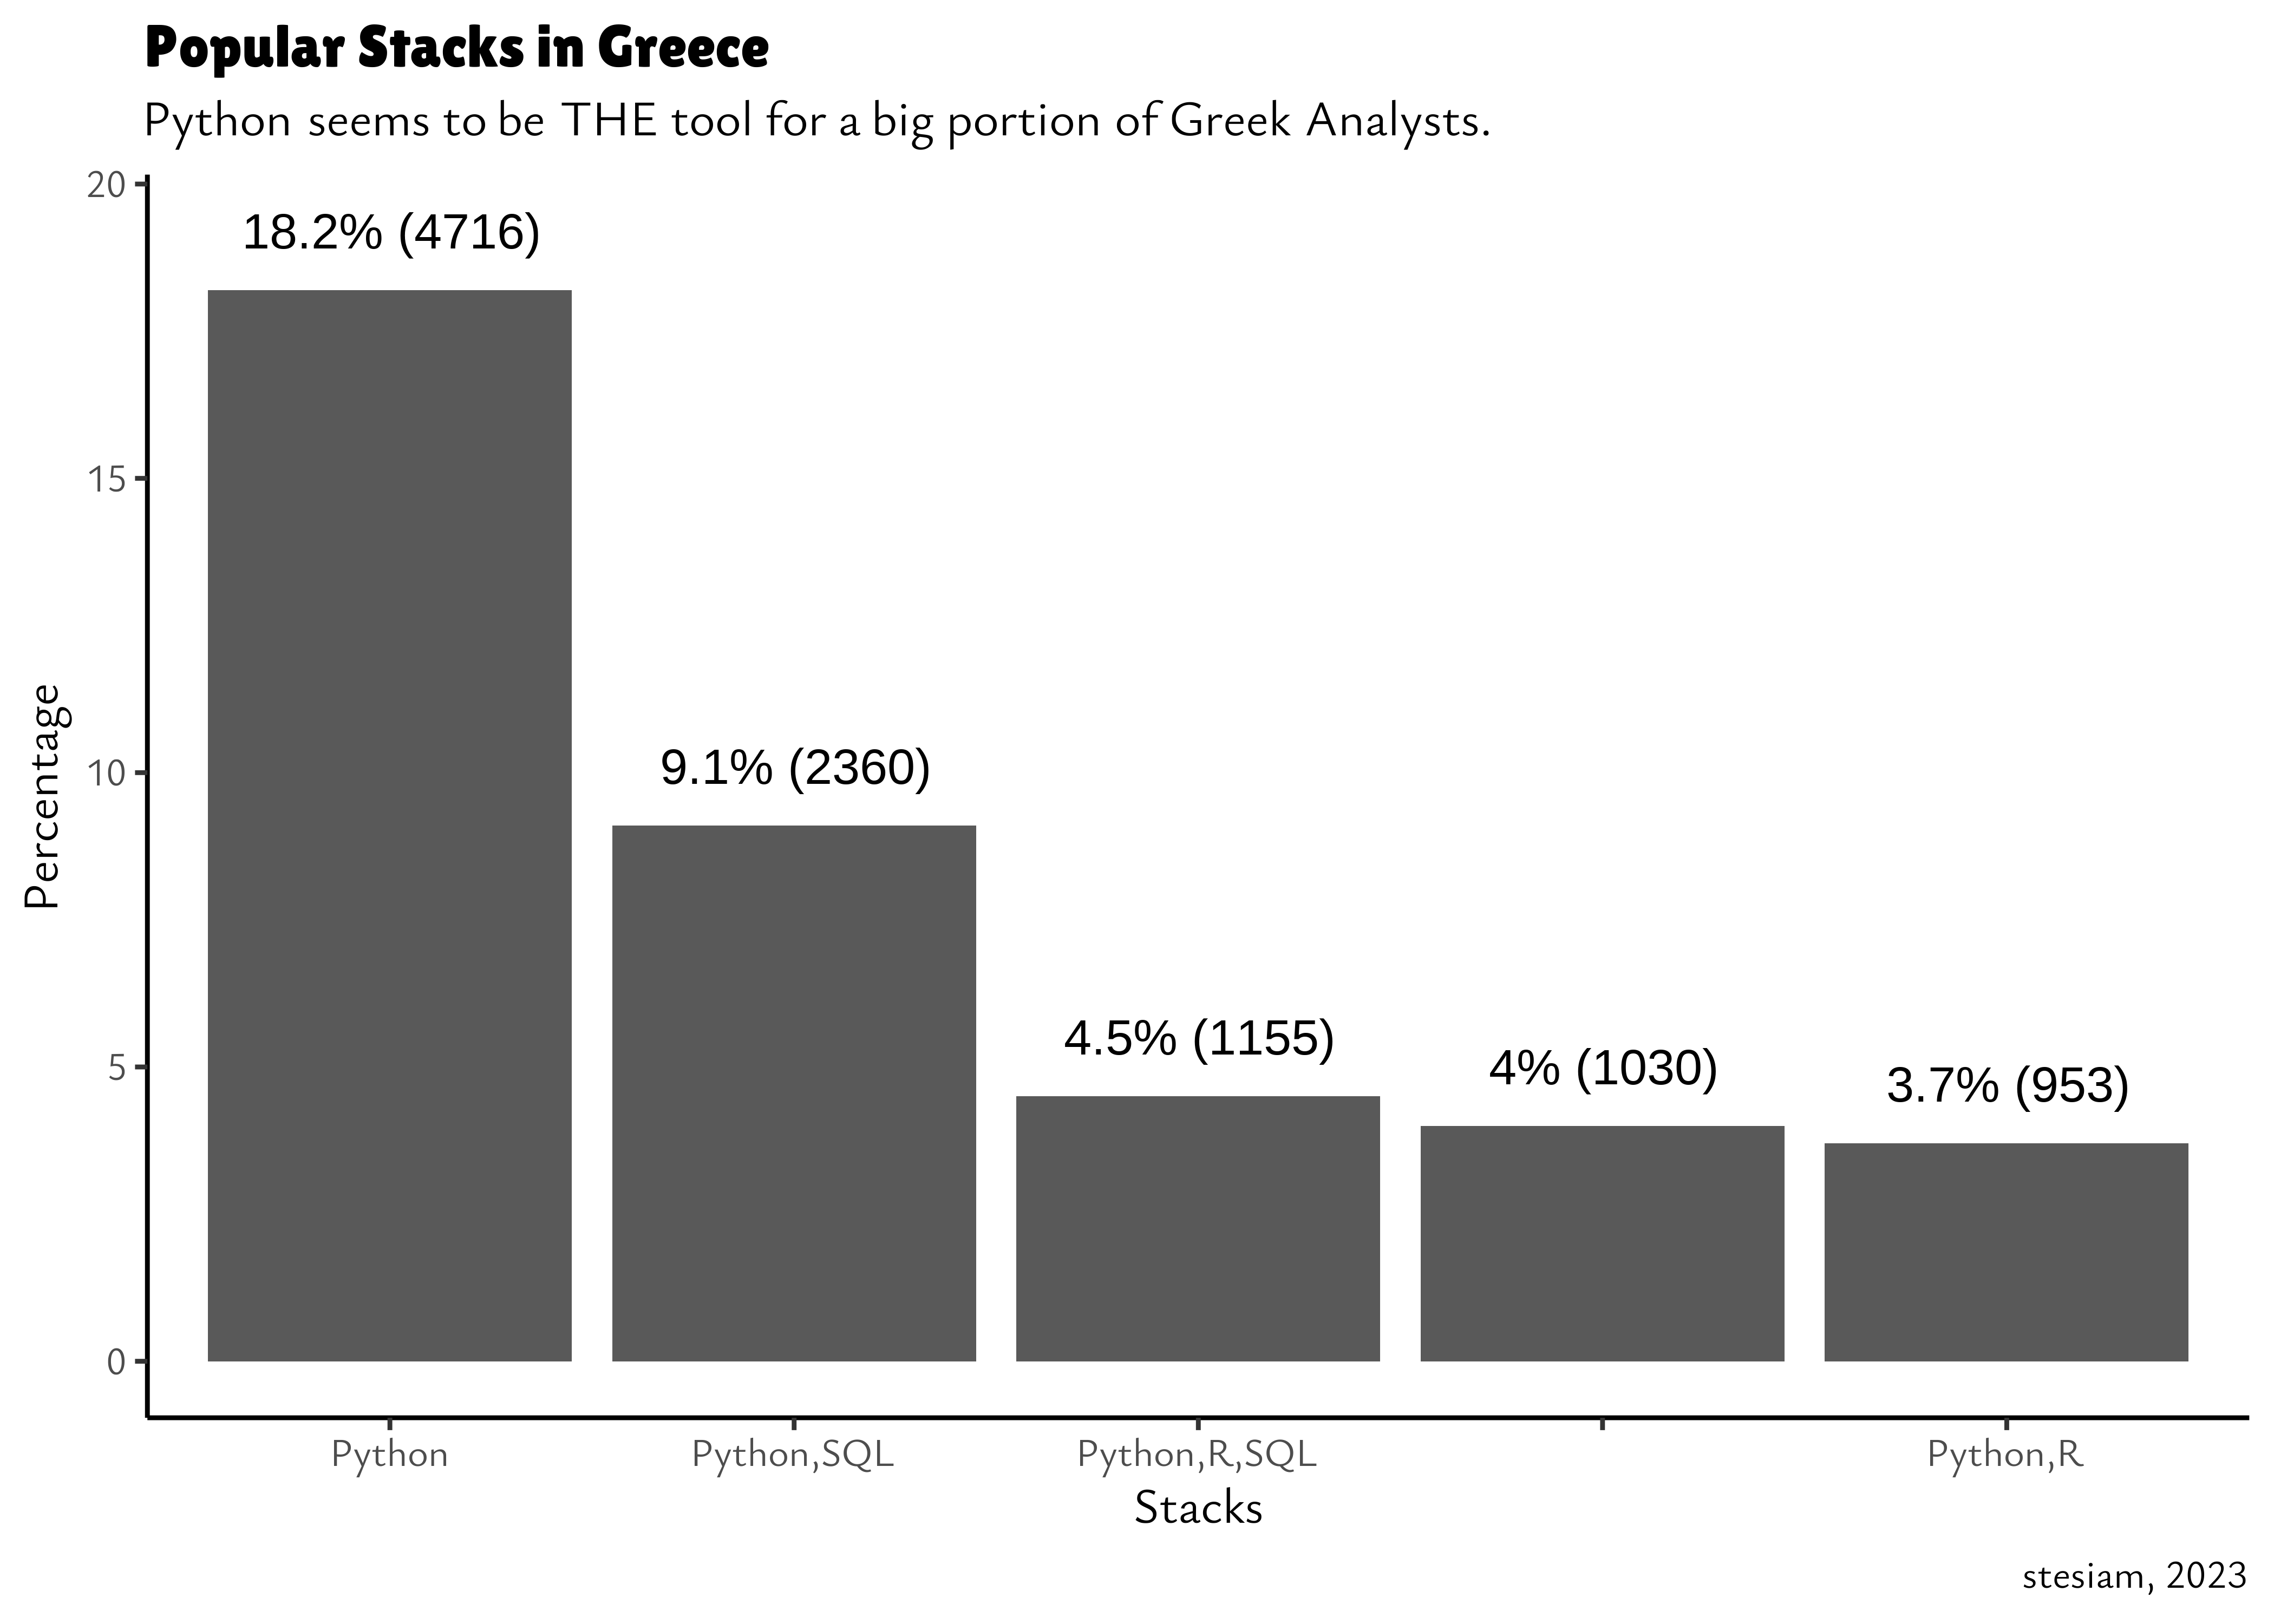 Popular Stacks in Greece
Python seems to be THE tool for a big portion of Greek Analysts.
20
18.2% (4716)
15
10
9.1% (2360)
5
4.5% (1155)
4% (1030)
3.7% (953)
0
Percentage
Python
Python,SQL
Python,R,SQL
Python,R
Stacks
stesiam, 2023